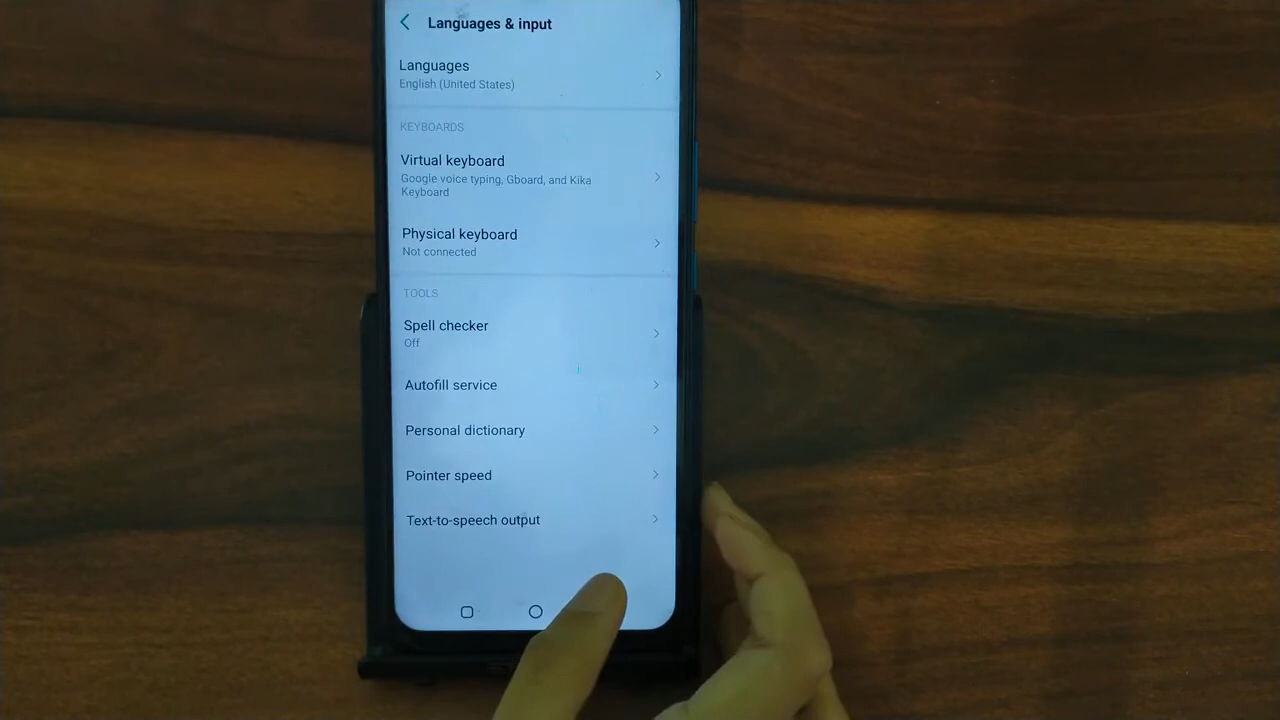 Languages & input
Languages
English (United States)
KEYBOARDS
Virtual keyboard
Google voice typing, Gboard, and Kika
Keyboard
Physical keyboard
Not connected
TOOLS
Spell checker
Off
Autofill service
Personal dictionary
Pointer speed
Text-to-speech output